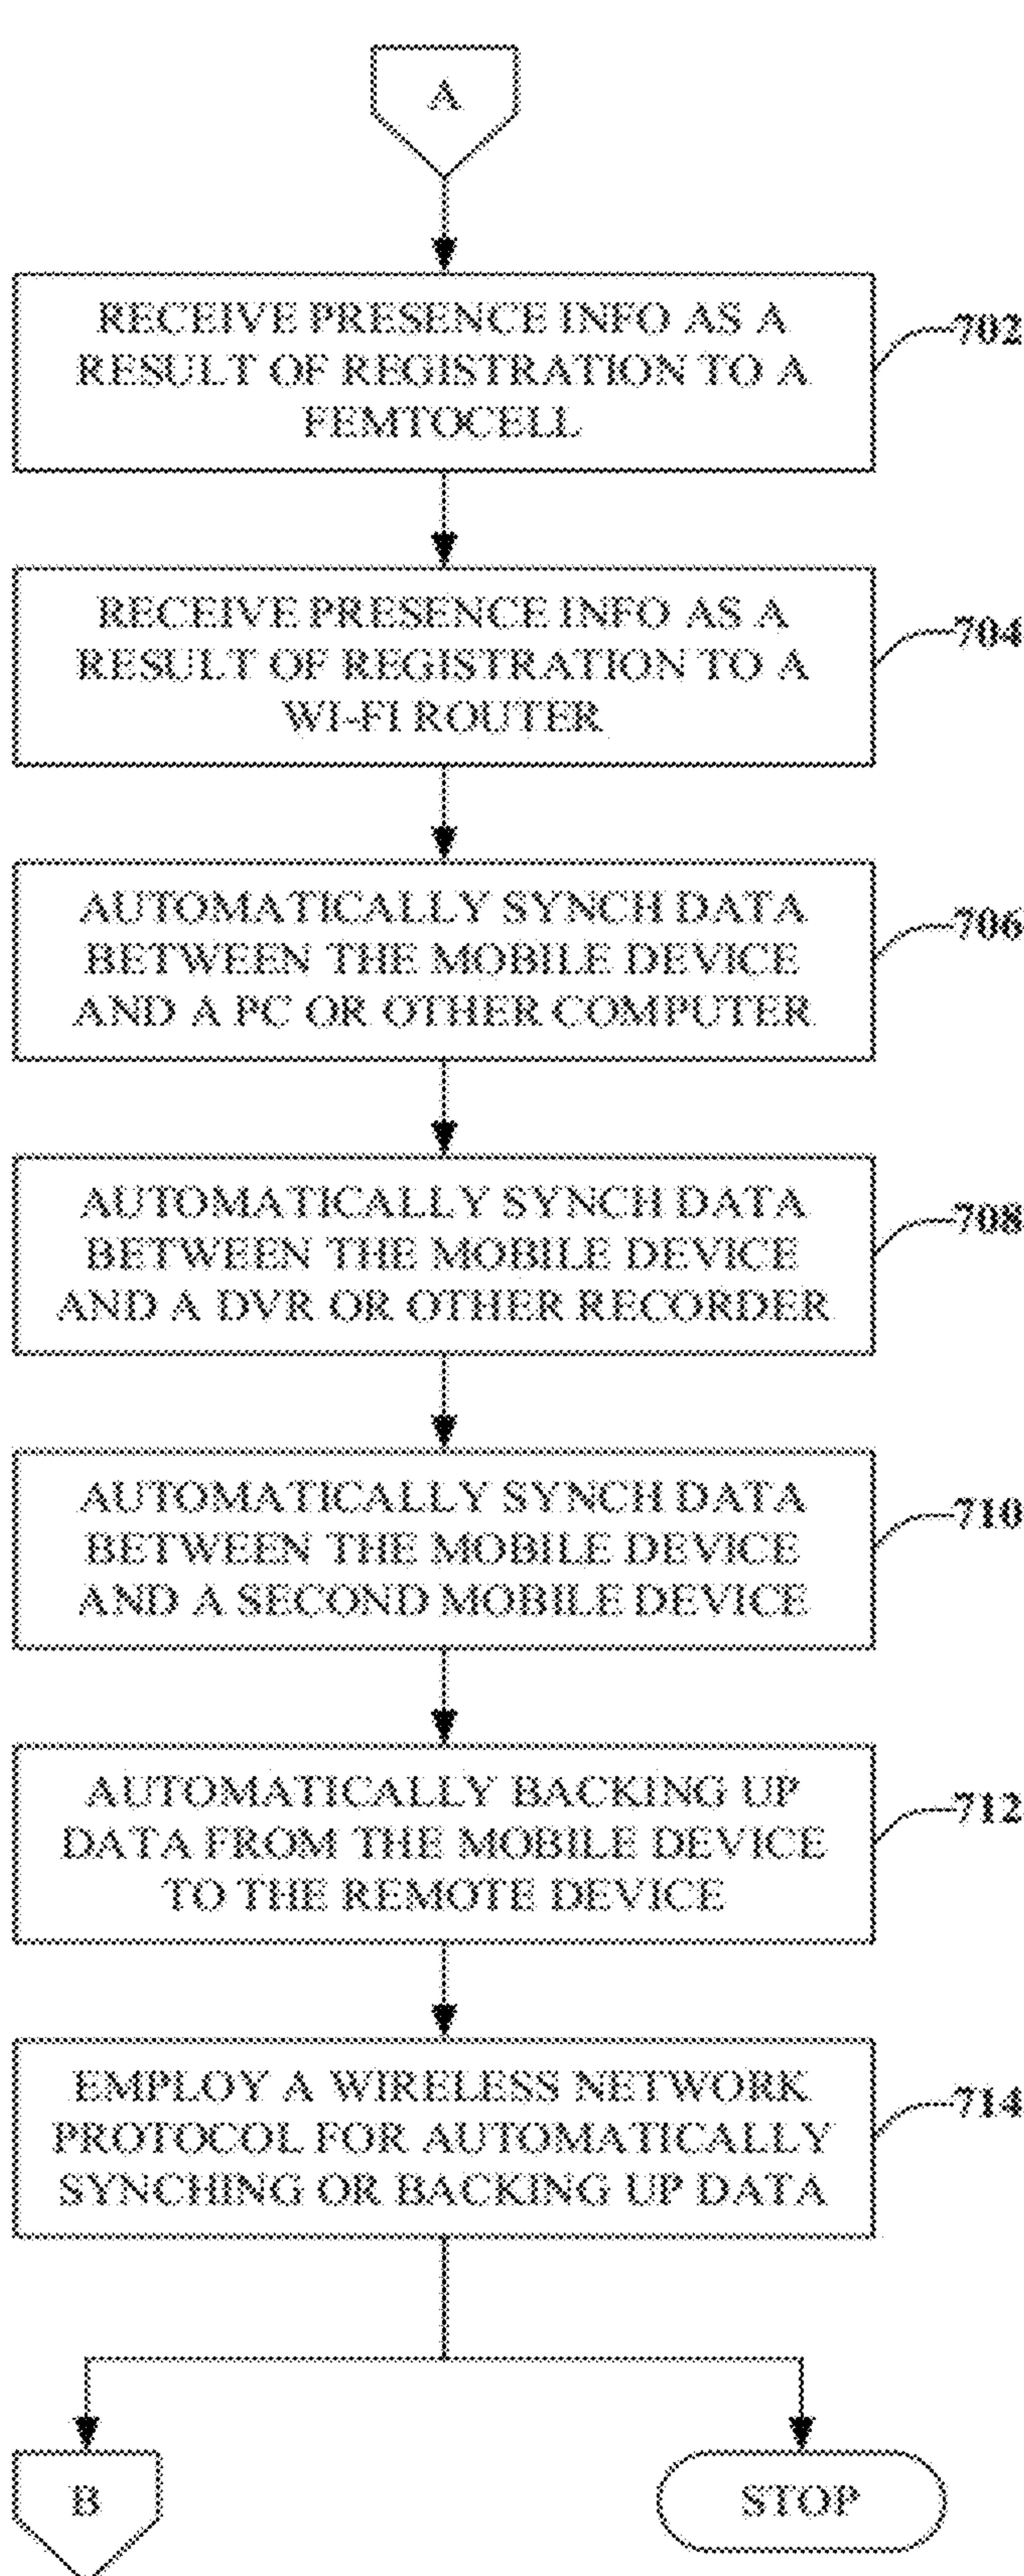 A
RECEIVE PRESENCE INFO AS A
RESULT OF REGISTRATION TO A
FEMTOCELL
702
RECEIVE PRESENCE INFO AS A
RESULT OF REGISTRATION TO A
WI-FI ROUTER
704
AUTOMATICALLY SYNCH DATA
BETWEEN THE MOBILE DEVICE
AND A PC OR OTHER COMPUTER
706
AUTOMATICALLY SYNCH DATA
BETWEEN THE MOBILE DEVICE
AND A DVR OR OTHER RECORDER
708
AUTOMATICALLY SYNCH DATA
BETWEEN THE MOBILE DEVICE
AND A SECOND MOBILE DEVICE
710
AUTOMATICALLY BACKING UP
DATA FROM THE MOBILE DEVICE
TO THE REMOTE DEVICE
712
EMPLOY A WIRELESS NETWORK
PROTOCOL FOR AUTOMATICALLY
SYNCHING OR BACKING UP DATA
714
B
STOP